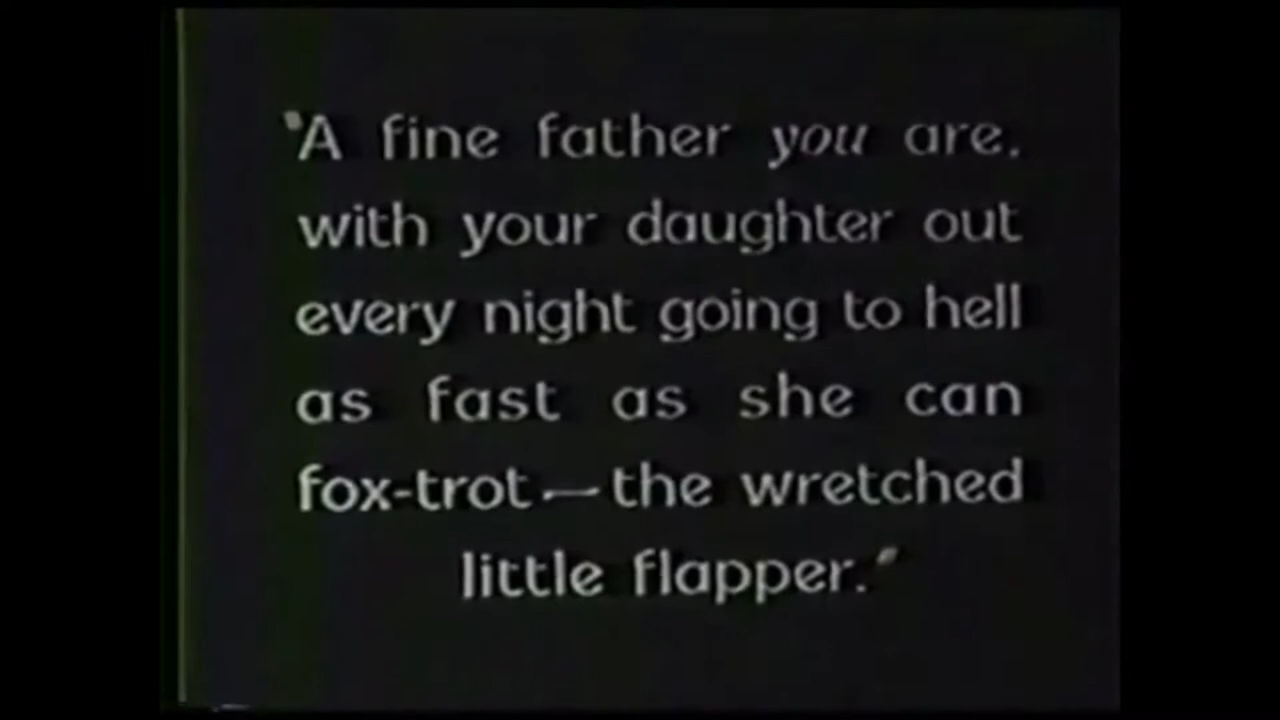 "A fine father you are,
with your daughter out
every night going to hell
as fast as she can
fox-trot—the wretched
little flapper."